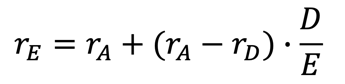 r_E = r_A + (r_A − r_D) · D/E